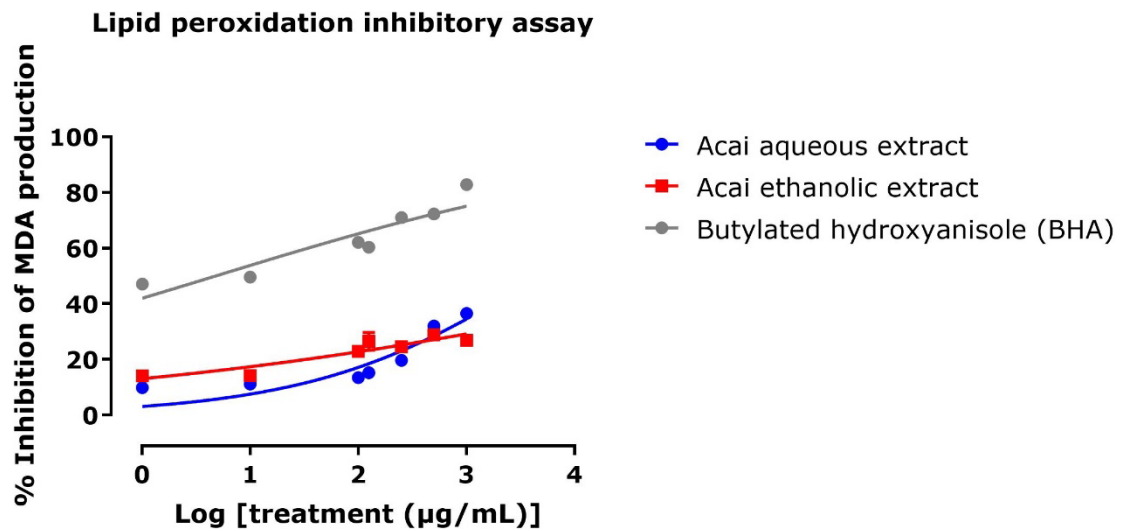 Lipid peroxidation inhibitory assay
% Inhibition of MDA production
100
80
60
40
20
0
0 1 2 3 4
Log [treatment (µg/mL)]
Acai aqueous extract
Acai ethanolic extract
Butylated hydroxyanisole (BHA)